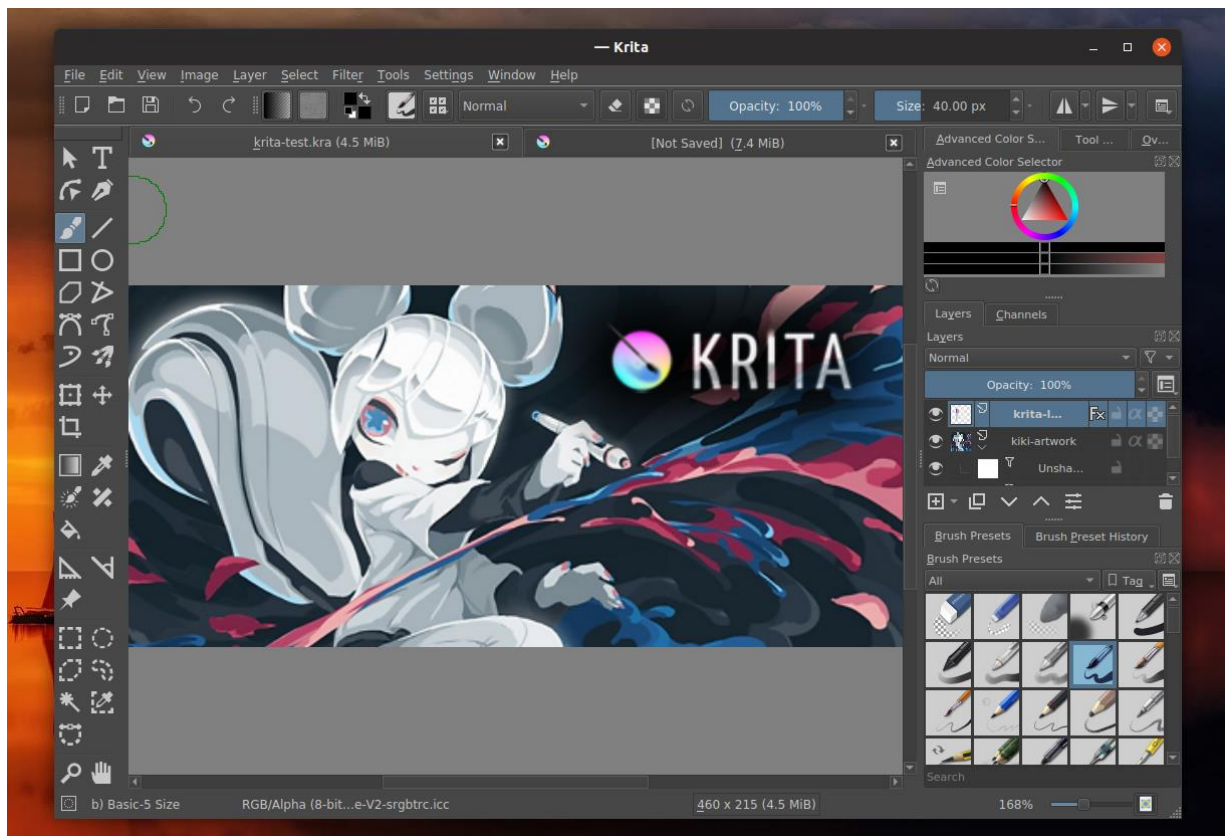 — Krita
File Edit View Image Layer Select Filter Tools Settings Window Help
Normal Opacity: 100% Size: 40.00 px
krita-test.kra (4.5 MiB) [Not Saved] (7.4 MiB)
Advanced Color S... Tool ... Ov...
Advanced Color Selector
KRITA
Layers Channels
Layers
Normal
Opacity: 100%
krita-l... Fx
kiki-artwork
Unsha...
Brush Presets Brush Preset History
Brush Presets
All Tag
Search
b) Basic-5 Size RGB/Alpha (8-bit...e-V2-srgbtrc.icc 460 x 215 (4.5 MiB) 168%